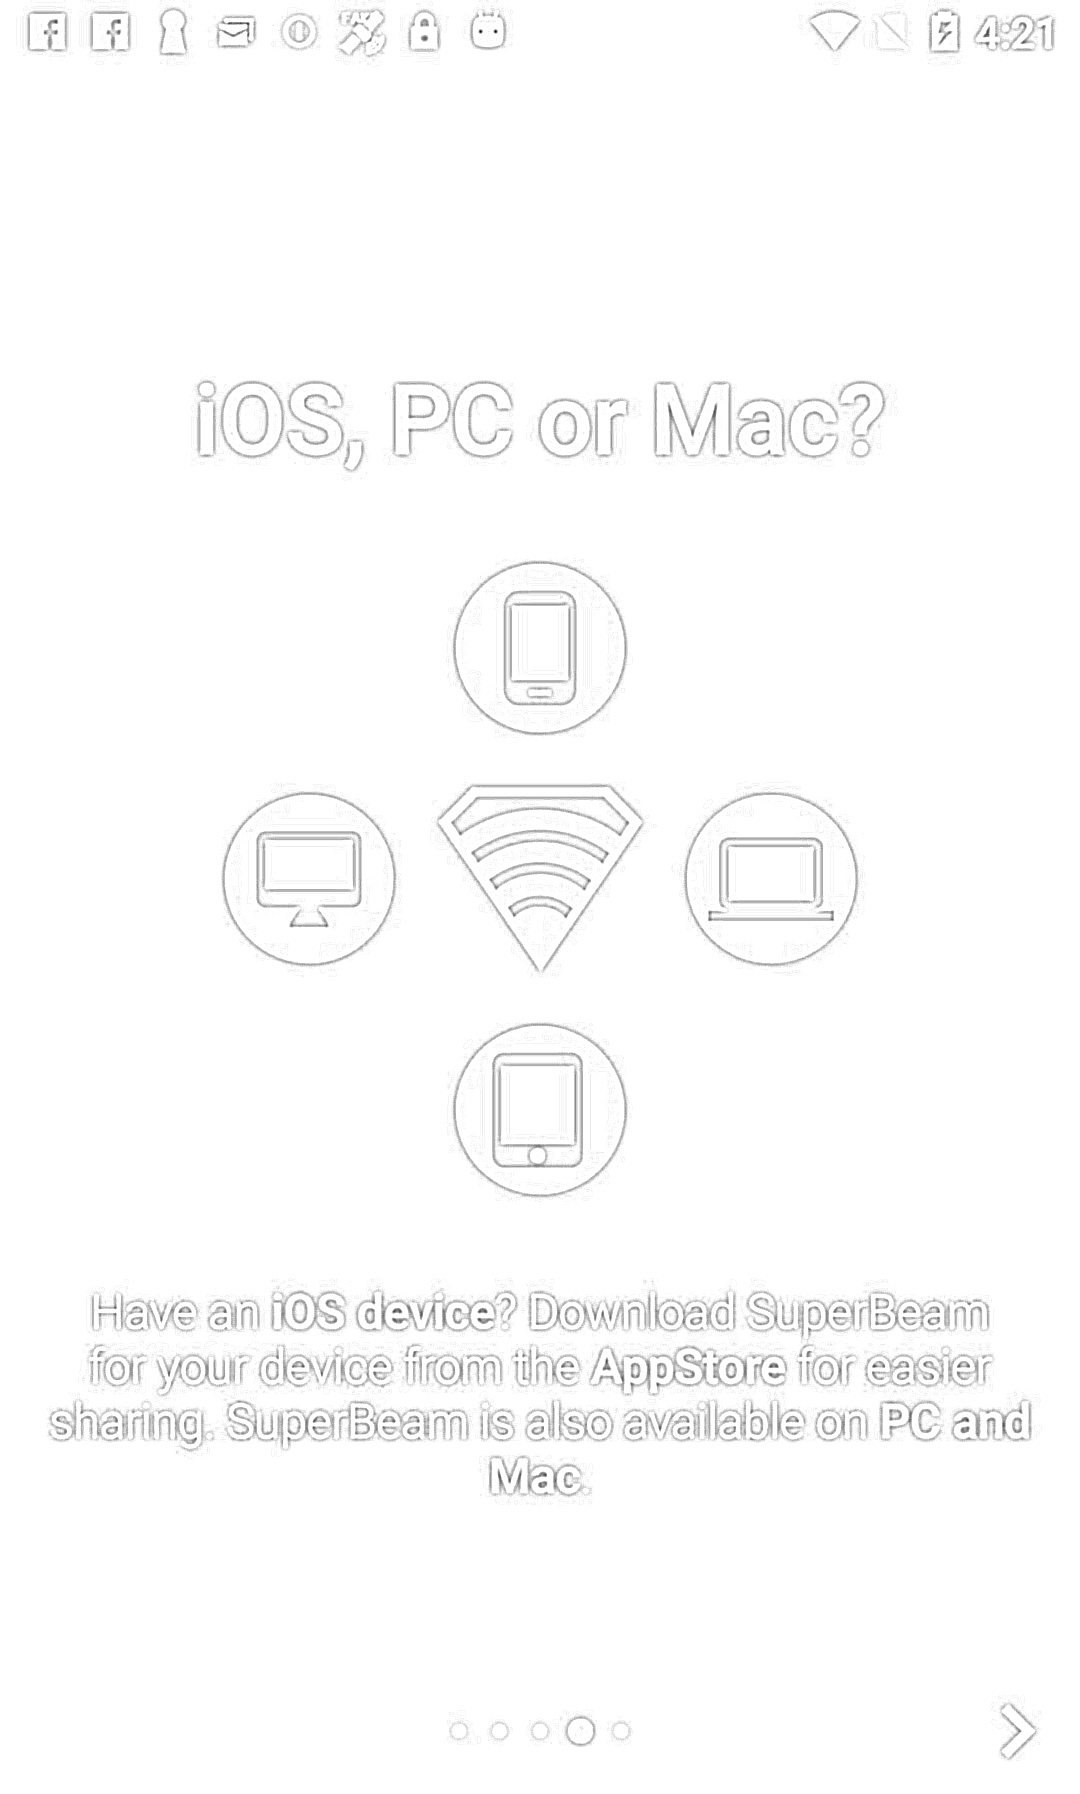 4:21
iOS, PC or Mac?
Have an iOS device? Download SuperBeam
for your device from the AppStore for easier
sharing. SuperBeam is also available on PC and
Mac.